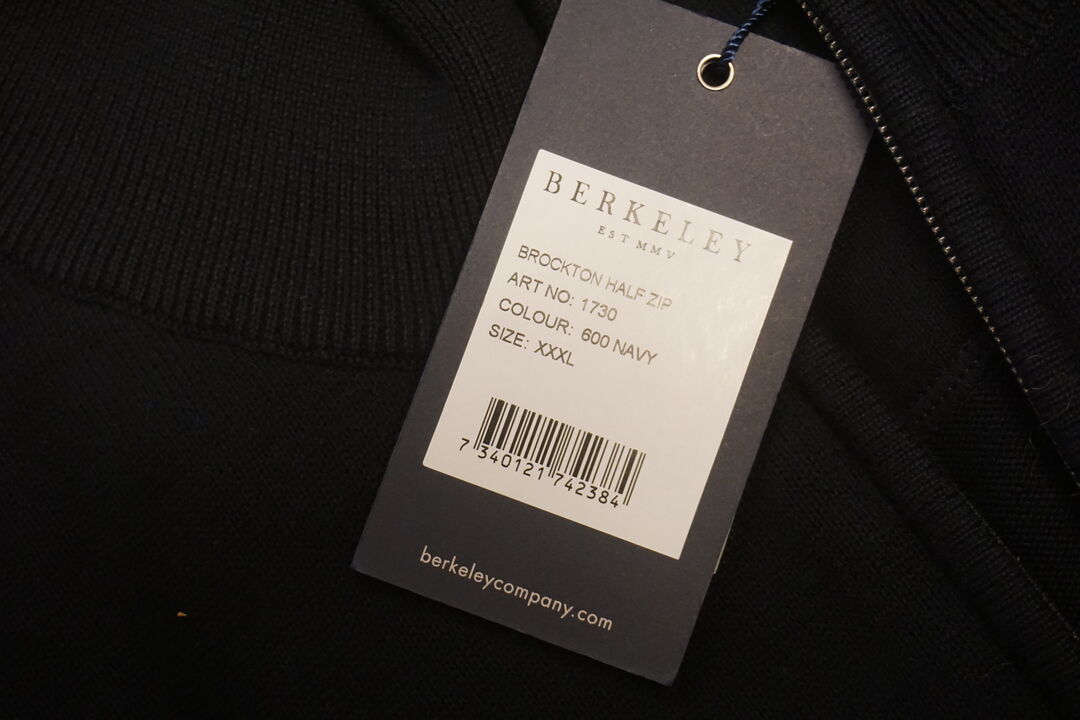 BERKELEY
EST MMV
BROCKTON HALF ZIP
ART NO: 1730
COLOUR: 600 NAVY
SIZE: XXXL
7 340121 742384
berkeleycompany.com